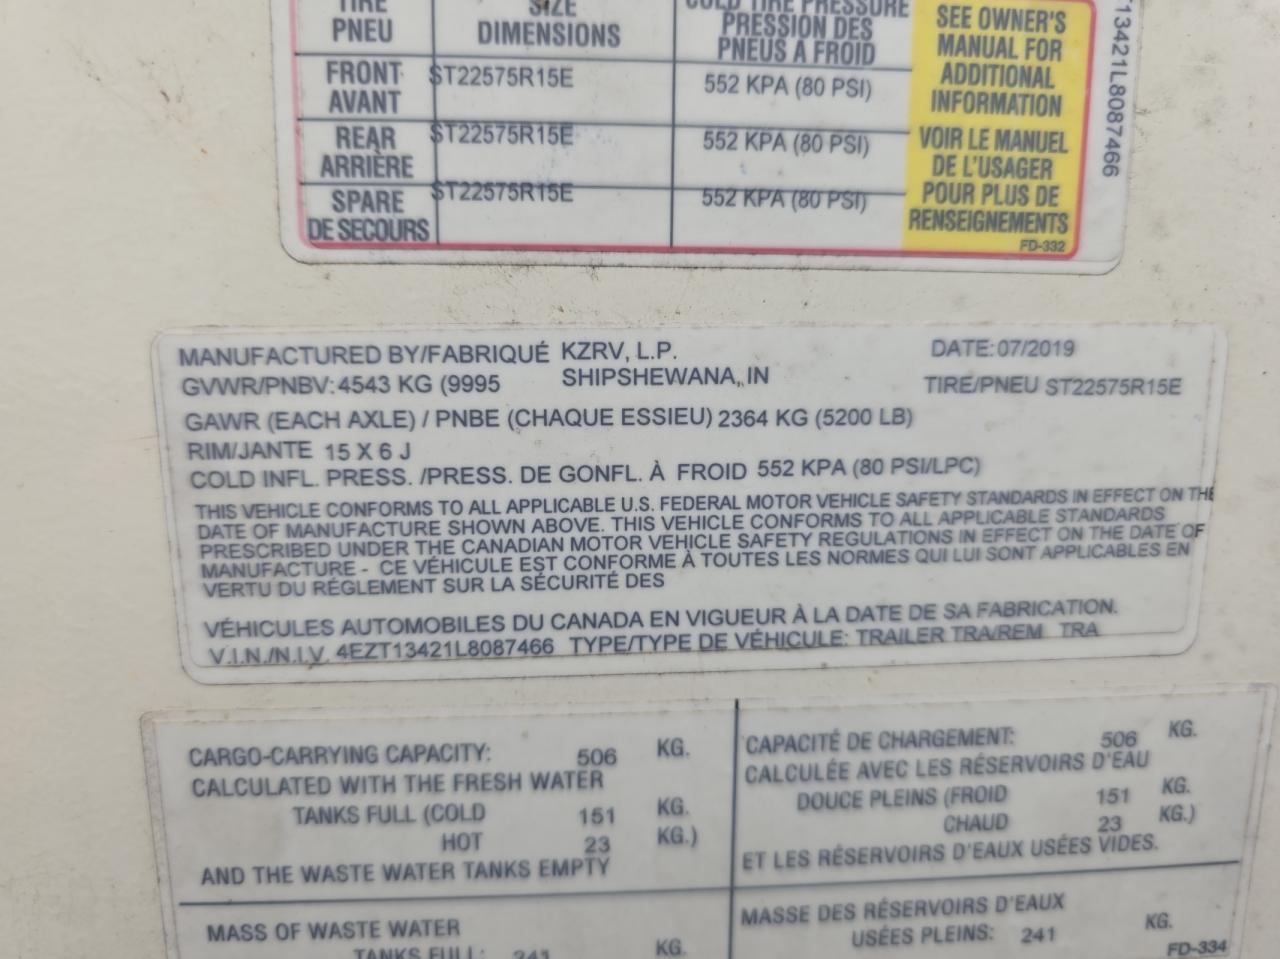 TIRE
PNEU
SIZE
DIMENSIONS
COLD TIRE PRESSURE
PRESSION DES
PNEUS A FROID
SEE OWNER'S
MANUAL FOR
ADDITIONAL
INFORMATION
FRONT
AVANT
ST22575R15E
552 KPA (80 PSI)
REAR
ARRIÈRE
ST22575R15E
552 KPA (80 PSI)
VOIR LE MANUEL
DE L'USAGER
POUR PLUS DE
RENSEIGNEMENTS
SPARE
DE SECOURS
ST22575R15E
552 KPA (80 PSI)
FD-332
13421L8087466
MANUFACTURED BY/FABRIQUÉ KZRV, L.P. DATE:07/2019
SHIPSHEWANA, IN
GVWR/PNBV: 4543 KG (9995 TIRE/PNEU ST22575R15E
GAWR (EACH AXLE) / PNBE (CHAQUE ESSIEU) 2364 KG (5200 LB)
RIM/JANTE 15 X 6 J
COLD INFL. PRESS. /PRESS. DE GONFL. À FROID 552 KPA (80 PSI/LPC)
THIS VEHICLE CONFORMS TO ALL APPLICABLE U.S. FEDERAL MOTOR VEHICLE SAFETY STANDARDS IN EFFECT ON THE
DATE OF MANUFACTURE SHOWN ABOVE. THIS VEHICLE CONFORMS TO ALL APPLICABLE STANDARDS
PRESCRIBED UNDER THE CANADIAN MOTOR VEHICLE SAFETY REGULATIONS IN EFFECT ON THE DATE OF
MANUFACTURE - CE VÉHICULE EST CONFORME À TOUTES LES NORMES QUI LUI SONT APPLICABLES EN
VERTU DU RÉGLEMENT SUR LA SÉCURITÉ DES
VÉHICULES AUTOMOBILES DU CANADA EN VIGUEUR À LA DATE DE SA FABRICATION.
V.I.N./N.I.V. 4EZT13421L8087466 TYPE/TYPE DE VÉHICULE: TRAILER TRA/REM TRA
CARGO-CARRYING CAPACITY: 506 KG.
CALCULATED WITH THE FRESH WATER
TANKS FULL (COLD 151 KG.
HOT 23 KG.)
AND THE WASTE WATER TANKS EMPTY
CAPACITÉ DE CHARGEMENT: 506 KG.
CALCULÉE AVEC LES RÉSERVOIRS D'EAU
DOUCE PLEINS (FROID 151 KG.
CHAUD 23 KG.)
ET LES RÉSERVOIRS D'EAUX USÉES VIDES.
MASS OF WASTE WATER
TANKS FULL: 241 KG.
MASSE DES RÉSERVOIRS D'EAUX
USÉES PLEINS: 241 KG.
FD-334